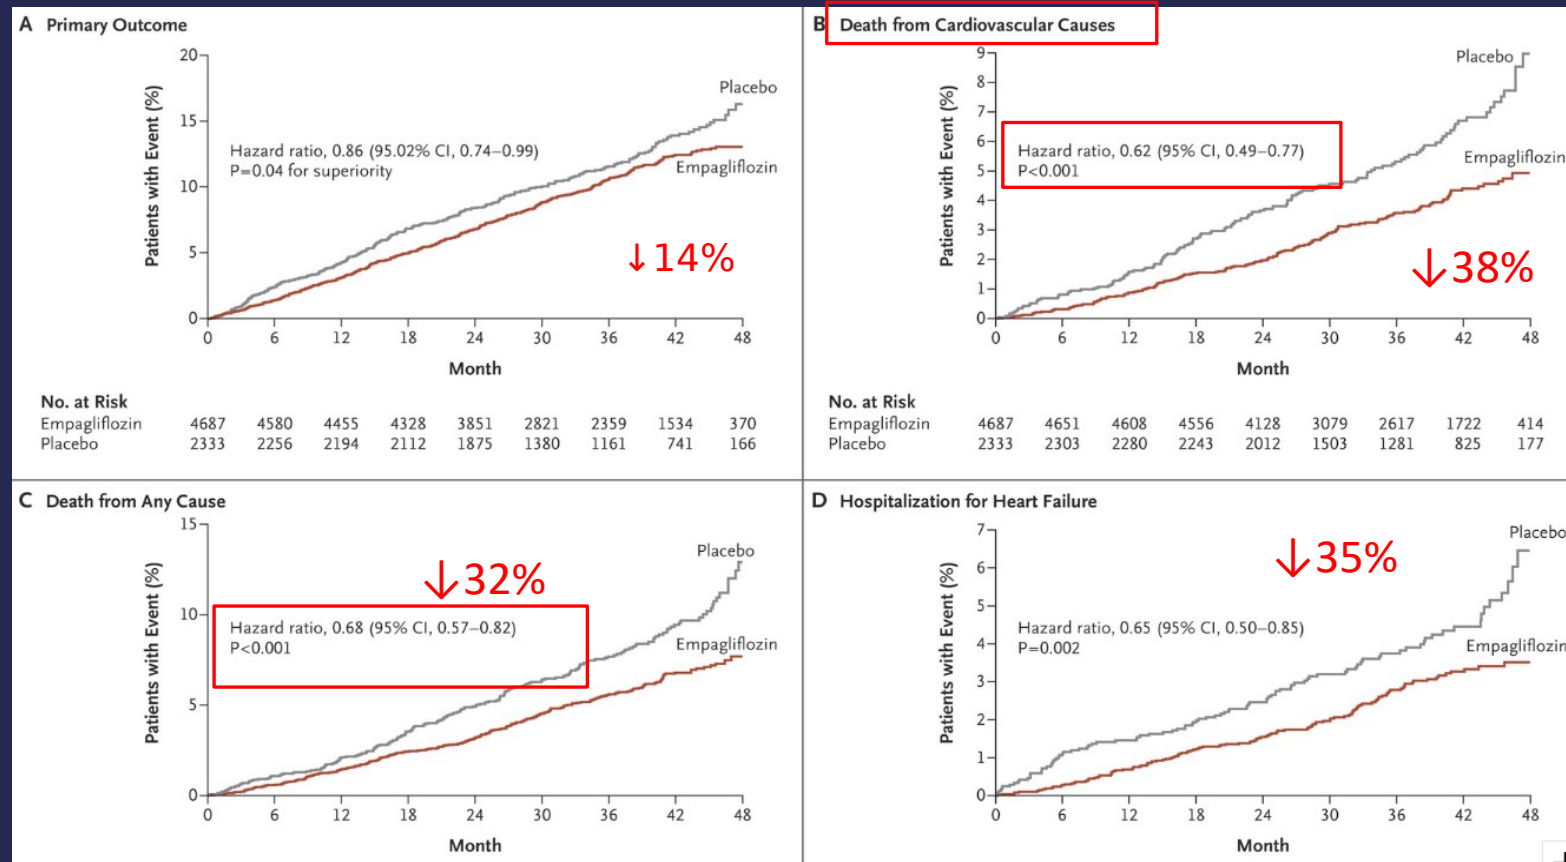 A Primary Outcome
20
15
10
5
0
Patients with Event (%)
Placebo
Hazard ratio, 0.86 (95.02% CI, 0.74–0.99)
P=0.04 for superiority
Empagliflozin
↓14%
0 6 12 18 24 30 36 42 48
Month
No. at Risk
Empagliflozin 4687 4580 4455 4328 3851 2821 2359 1534 370
Placebo 2333 2256 2194 2112 1875 1380 1161 741 166
B Death from Cardiovascular Causes
9
8
7
6
5
4
3
2
1
0
Patients with Event (%)
Placebo
Hazard ratio, 0.62 (95% CI, 0.49–0.77)
P<0.001
Empagliflozin
↓38%
0 6 12 18 24 30 36 42 48
Month
No. at Risk
Empagliflozin 4687 4651 4608 4556 4128 3079 2617 1722 414
Placebo 2333 2303 2280 2243 2012 1503 1281 825 177
C Death from Any Cause
15
10
5
0
Patients with Event (%)
↓32%
Placebo
Hazard ratio, 0.68 (95% CI, 0.57–0.82)
P<0.001
Empagliflozin
0 6 12 18 24 30 36 42 48
Month
D Hospitalization for Heart Failure
7
6
5
4
3
2
1
0
Patients with Event (%)
↓35%
Placebo
Hazard ratio, 0.65 (95% CI, 0.50–0.85)
P=0.002
Empagliflozin
0 6 12 18 24 30 36 42 48
Month